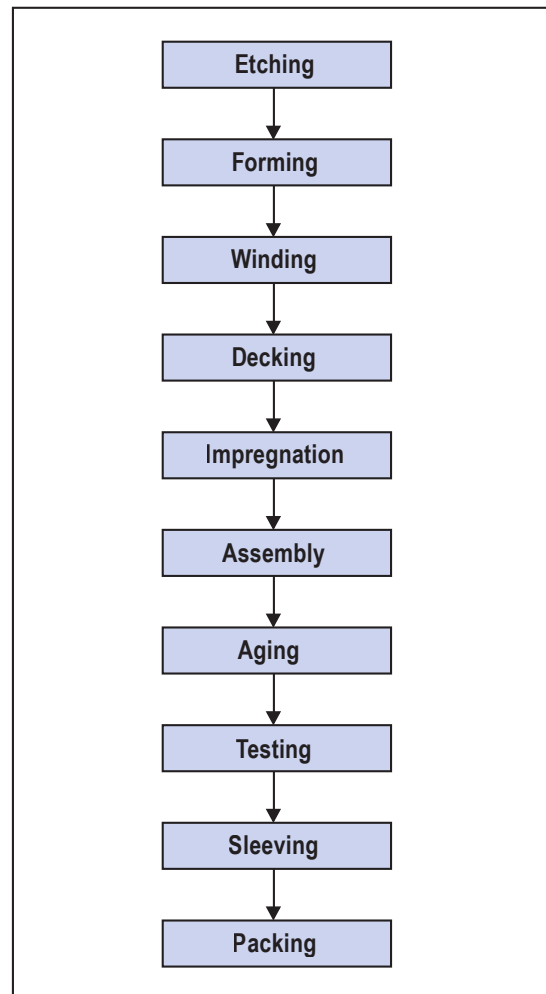 Etching
Forming
Winding
Decking
Impregnation
Assembly
Aging
Testing
Sleeving
Packing